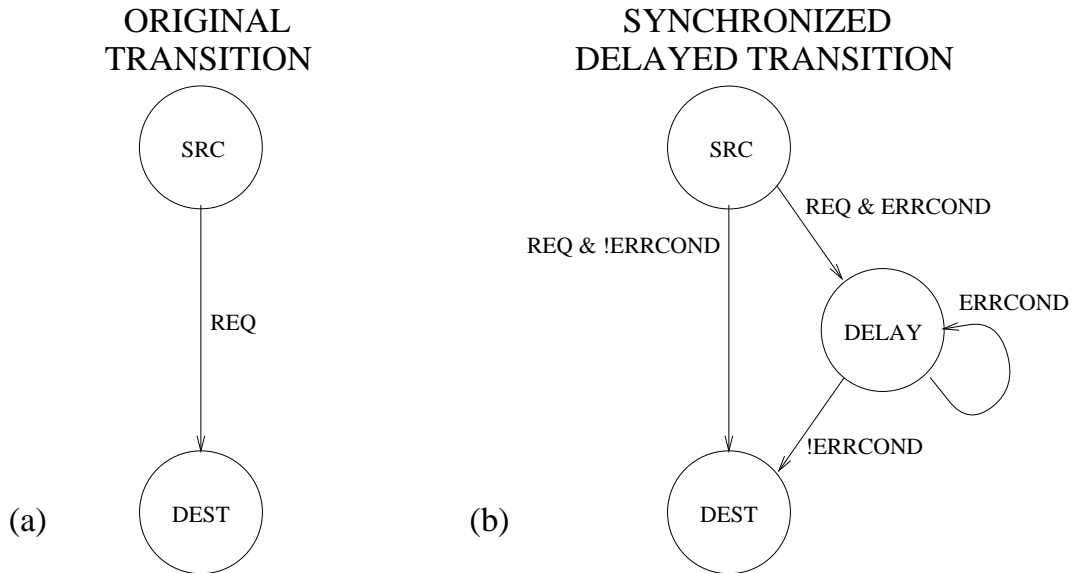 ORIGINAL
TRANSITION
SRC
REQ
DEST
(a)
SYNCHRONIZED
DELAYED TRANSITION
SRC
REQ & ERRCOND
REQ & !ERRCOND
ERRCOND
DELAY
!ERRCOND
DEST
(b)